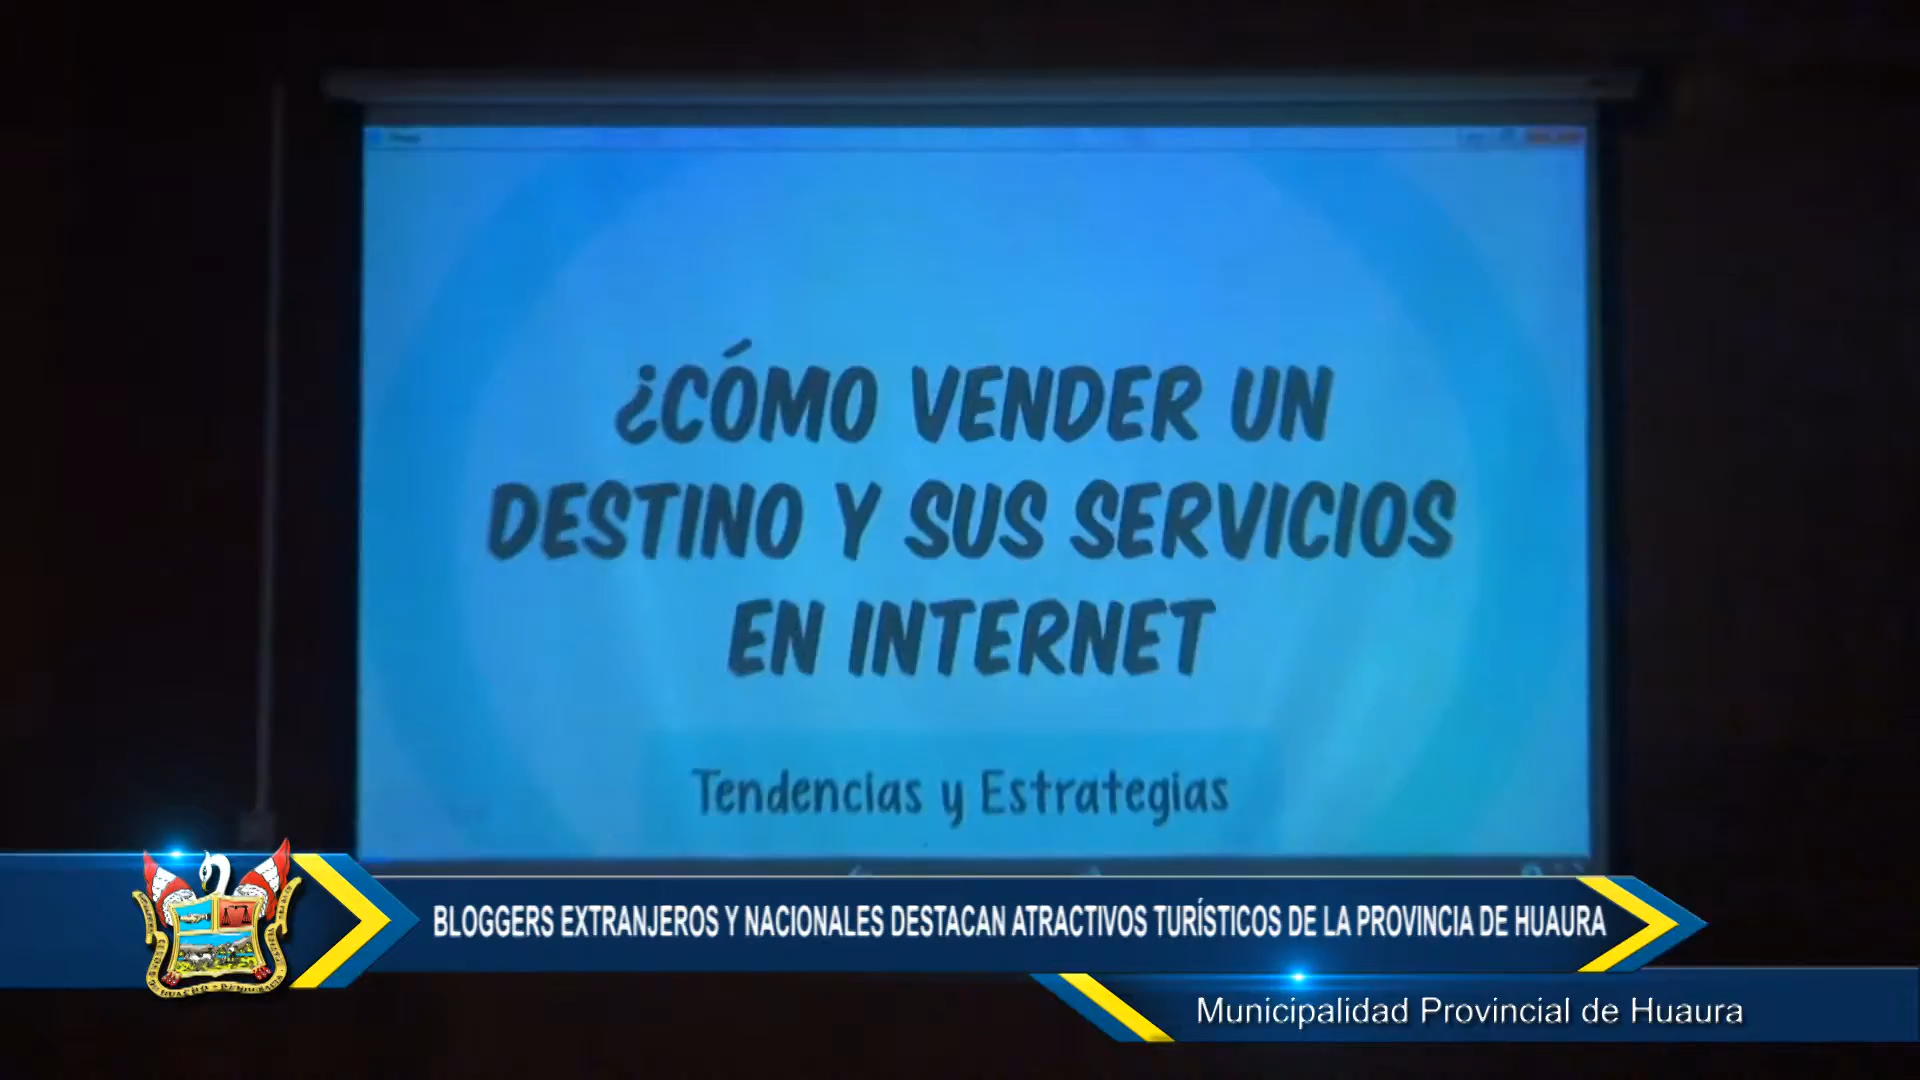 ¿CÓMO VENDER UN
DESTINO Y SUS SERVICIOS
EN INTERNET
Tendencias y Estrategias
BLOGGERS EXTRANJEROS Y NACIONALES DESTACAN ATRACTIVOS TURÍSTICOS DE LA PROVINCIA DE HUAURA
Municipalidad Provincial de Huaura